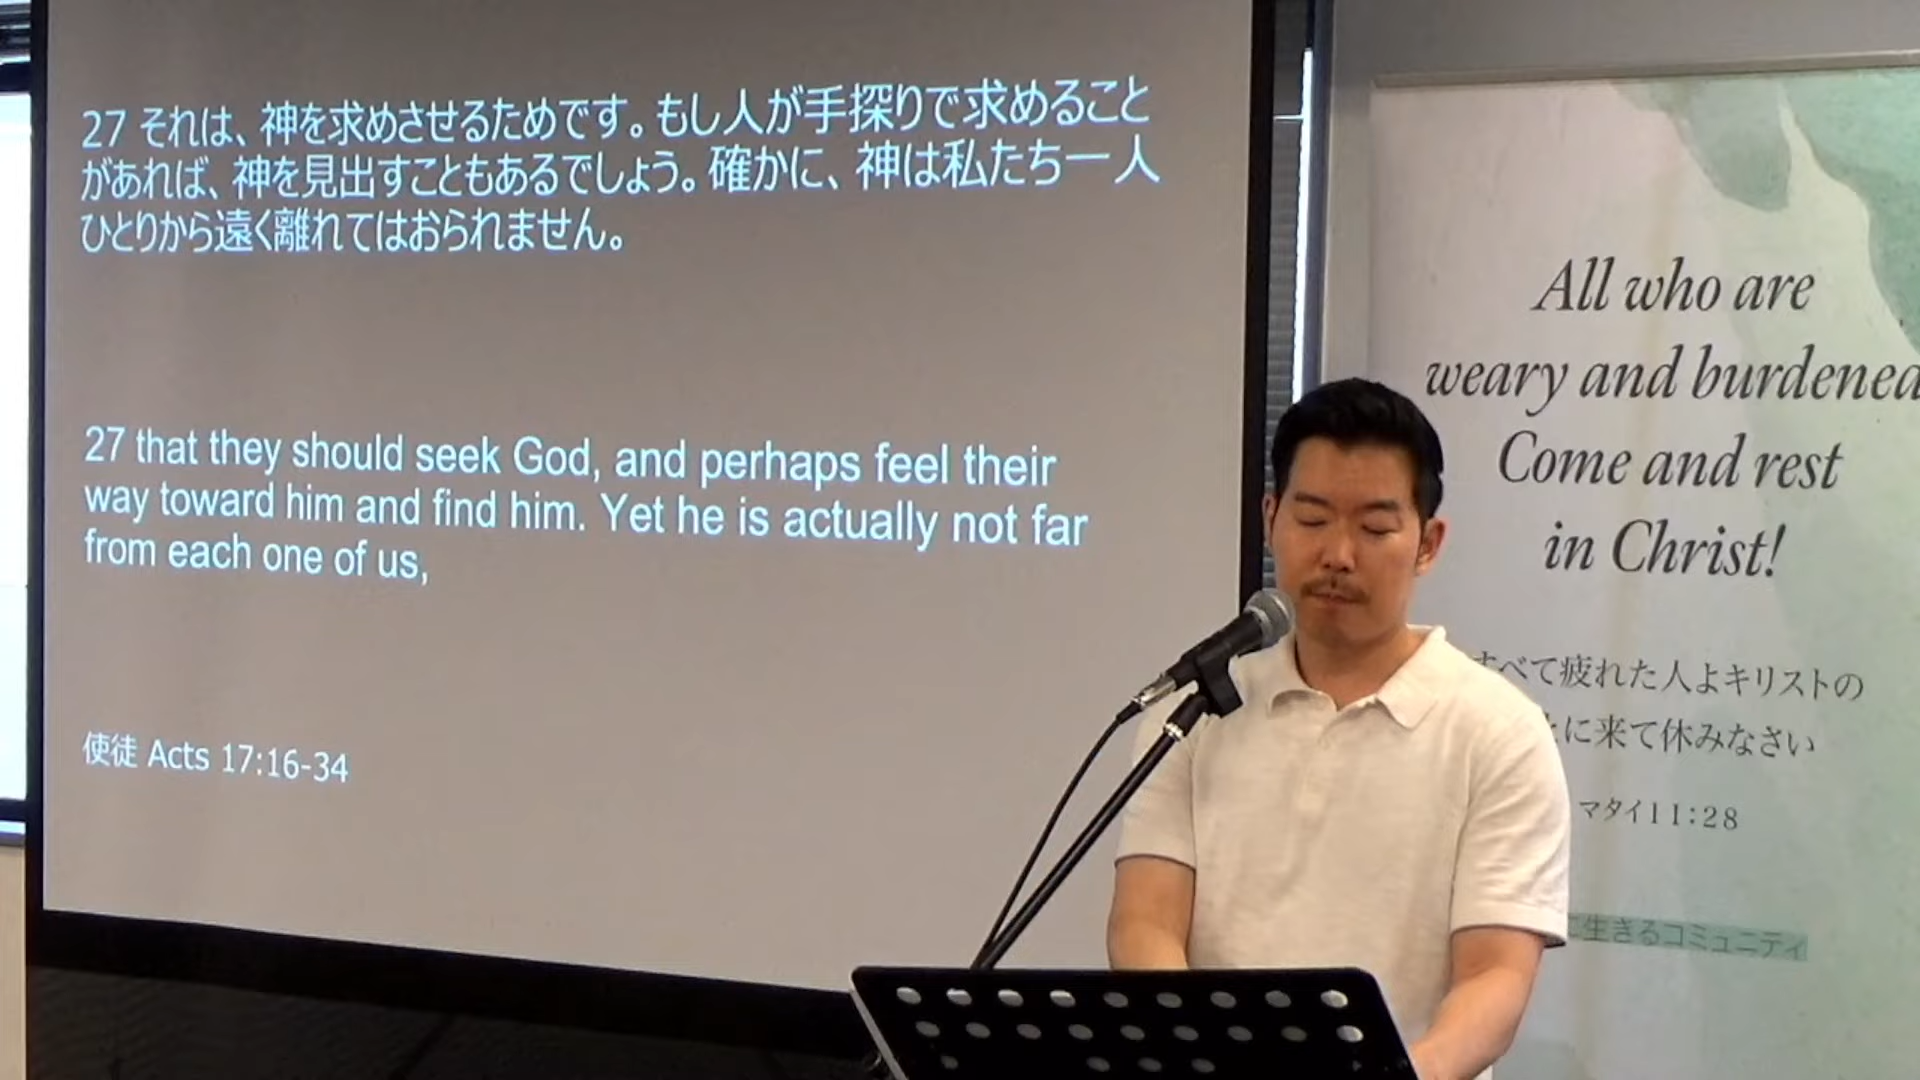 27 それは、神を求めさせるためです。もし人が手探りで求めること
があれば、神を見出すこともあるでしょう。確かに、神は私たち一人
ひとりから遠く離れてはおられません。
27 that they should seek God, and perhaps feel their
way toward him and find him. Yet he is actually not far
from each one of us,
使徒 Acts 17:16-34
All who are
weary and burdened
Come and rest
in Christ!
すべて疲れた人よキリストの
に来て休みなさい
マタイ11:28
に生きるコミュニティ